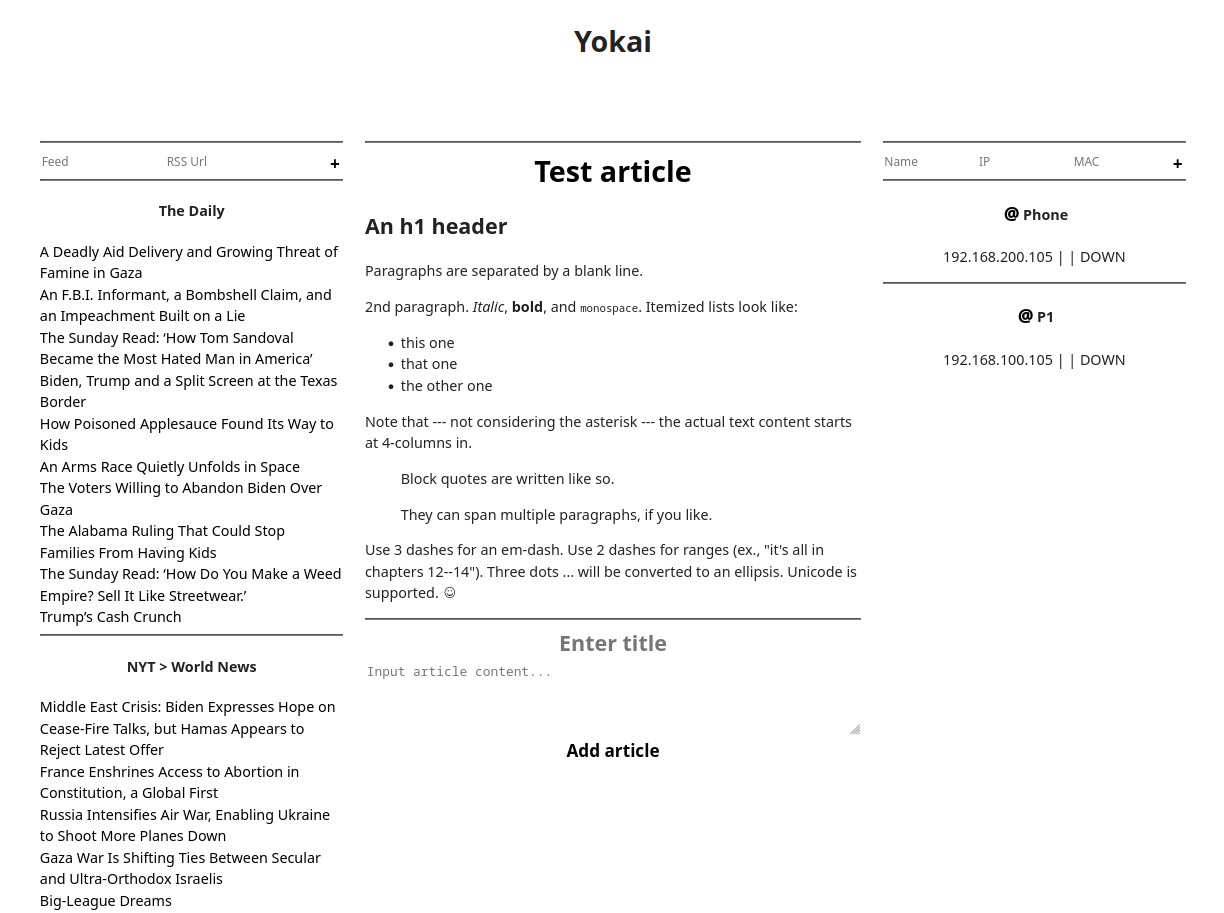 Yokai
Feed RSS Url +
The Daily
A Deadly Aid Delivery and Growing Threat of
Famine in Gaza
An F.B.I. Informant, a Bombshell Claim, and
an Impeachment Built on a Lie
The Sunday Read: ‘How Tom Sandoval
Became the Most Hated Man in America’
Biden, Trump and a Split Screen at the Texas
Border
How Poisoned Applesauce Found Its Way to
Kids
An Arms Race Quietly Unfolds in Space
The Voters Willing to Abandon Biden Over
Gaza
The Alabama Ruling That Could Stop
Families From Having Kids
The Sunday Read: ‘How Do You Make a Weed
Empire? Sell It Like Streetwear.’
Trump’s Cash Crunch
NYT > World News
Middle East Crisis: Biden Expresses Hope on
Cease-Fire Talks, but Hamas Appears to
Reject Latest Offer
France Enshrines Access to Abortion in
Constitution, a Global First
Russia Intensifies Air War, Enabling Ukraine
to Shoot More Planes Down
Gaza War Is Shifting Ties Between Secular
and Ultra-Orthodox Israelis
Big-League Dreams
Test article
An h1 header
Paragraphs are separated by a blank line.
2nd paragraph. Italic, bold, and monospace. Itemized lists look like:
• this one
• that one
• the other one
Note that --- not considering the asterisk --- the actual text content starts
at 4-columns in.
Block quotes are written like so.
They can span multiple paragraphs, if you like.
Use 3 dashes for an em-dash. Use 2 dashes for ranges (ex., "it's all in
chapters 12--14"). Three dots ... will be converted to an ellipsis. Unicode is
supported. ☺
Enter title
Input article content...
Add article
Name IP MAC +
@ Phone
192.168.200.105 | | DOWN
@ P1
192.168.100.105 | | DOWN